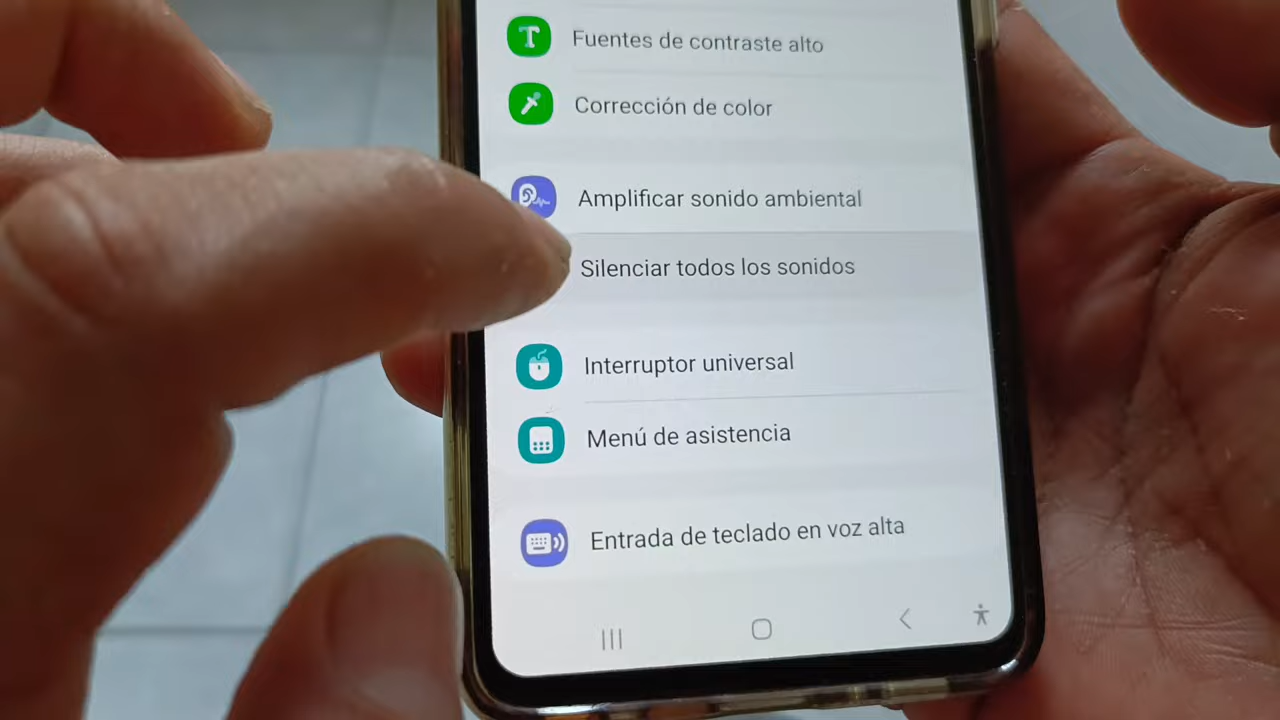 Fuentes de contraste alto
Corrección de color
Amplificar sonido ambiental
Silenciar todos los sonidos
Interruptor universal
Menú de asistencia
Entrada de teclado en voz alta